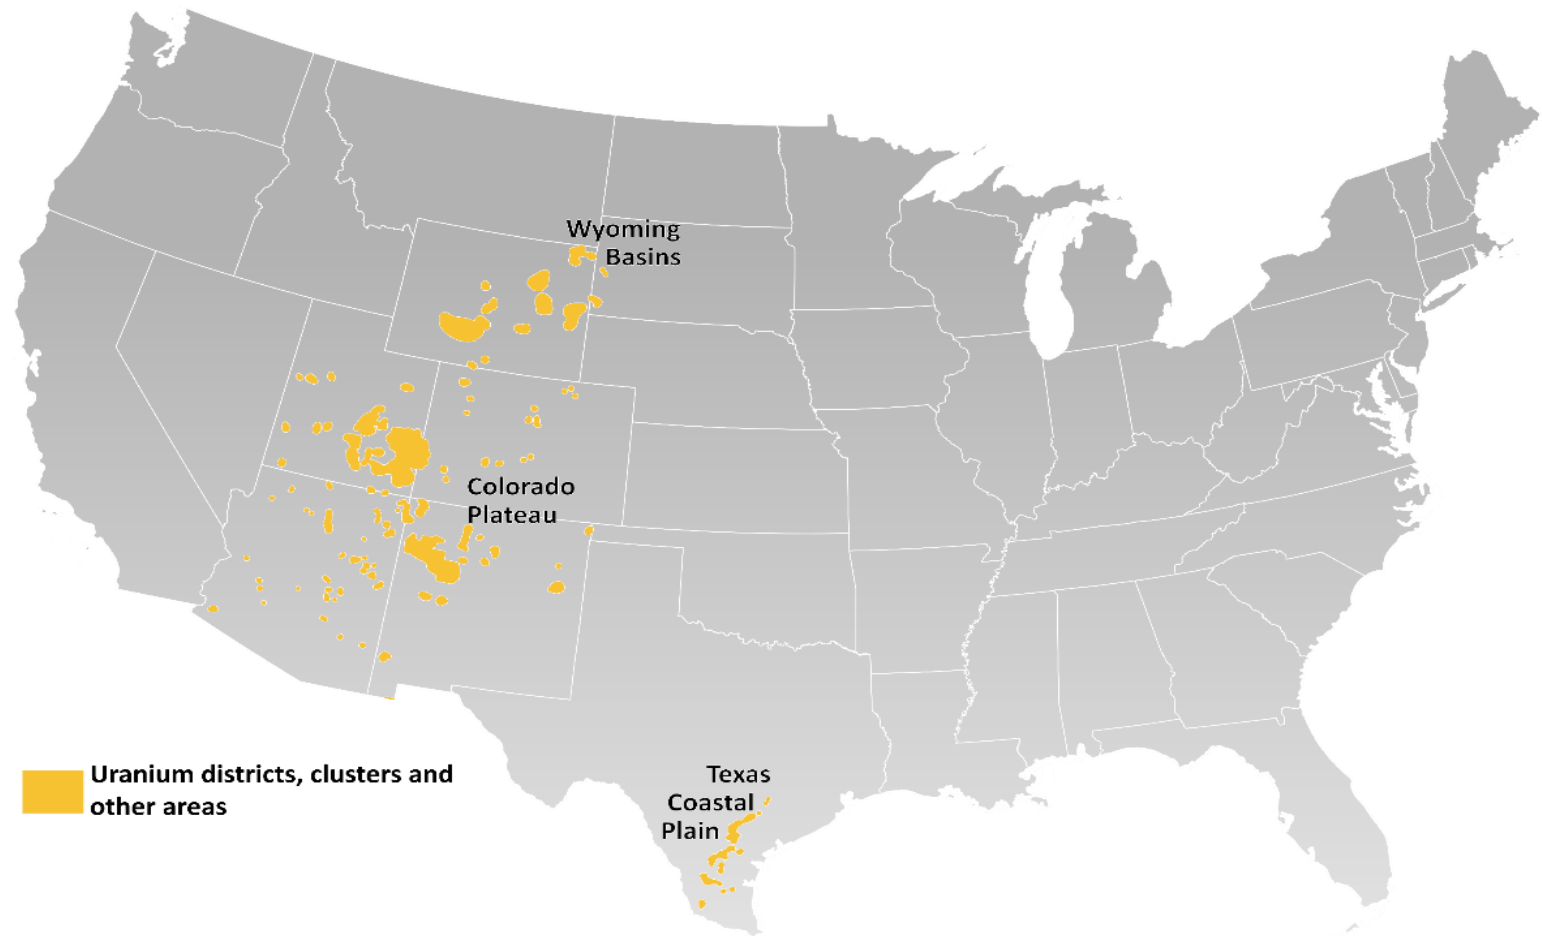 Wyoming
Basins
Colorado
Plateau
Texas
Coastal
Plain
Uranium districts, clusters and
other areas